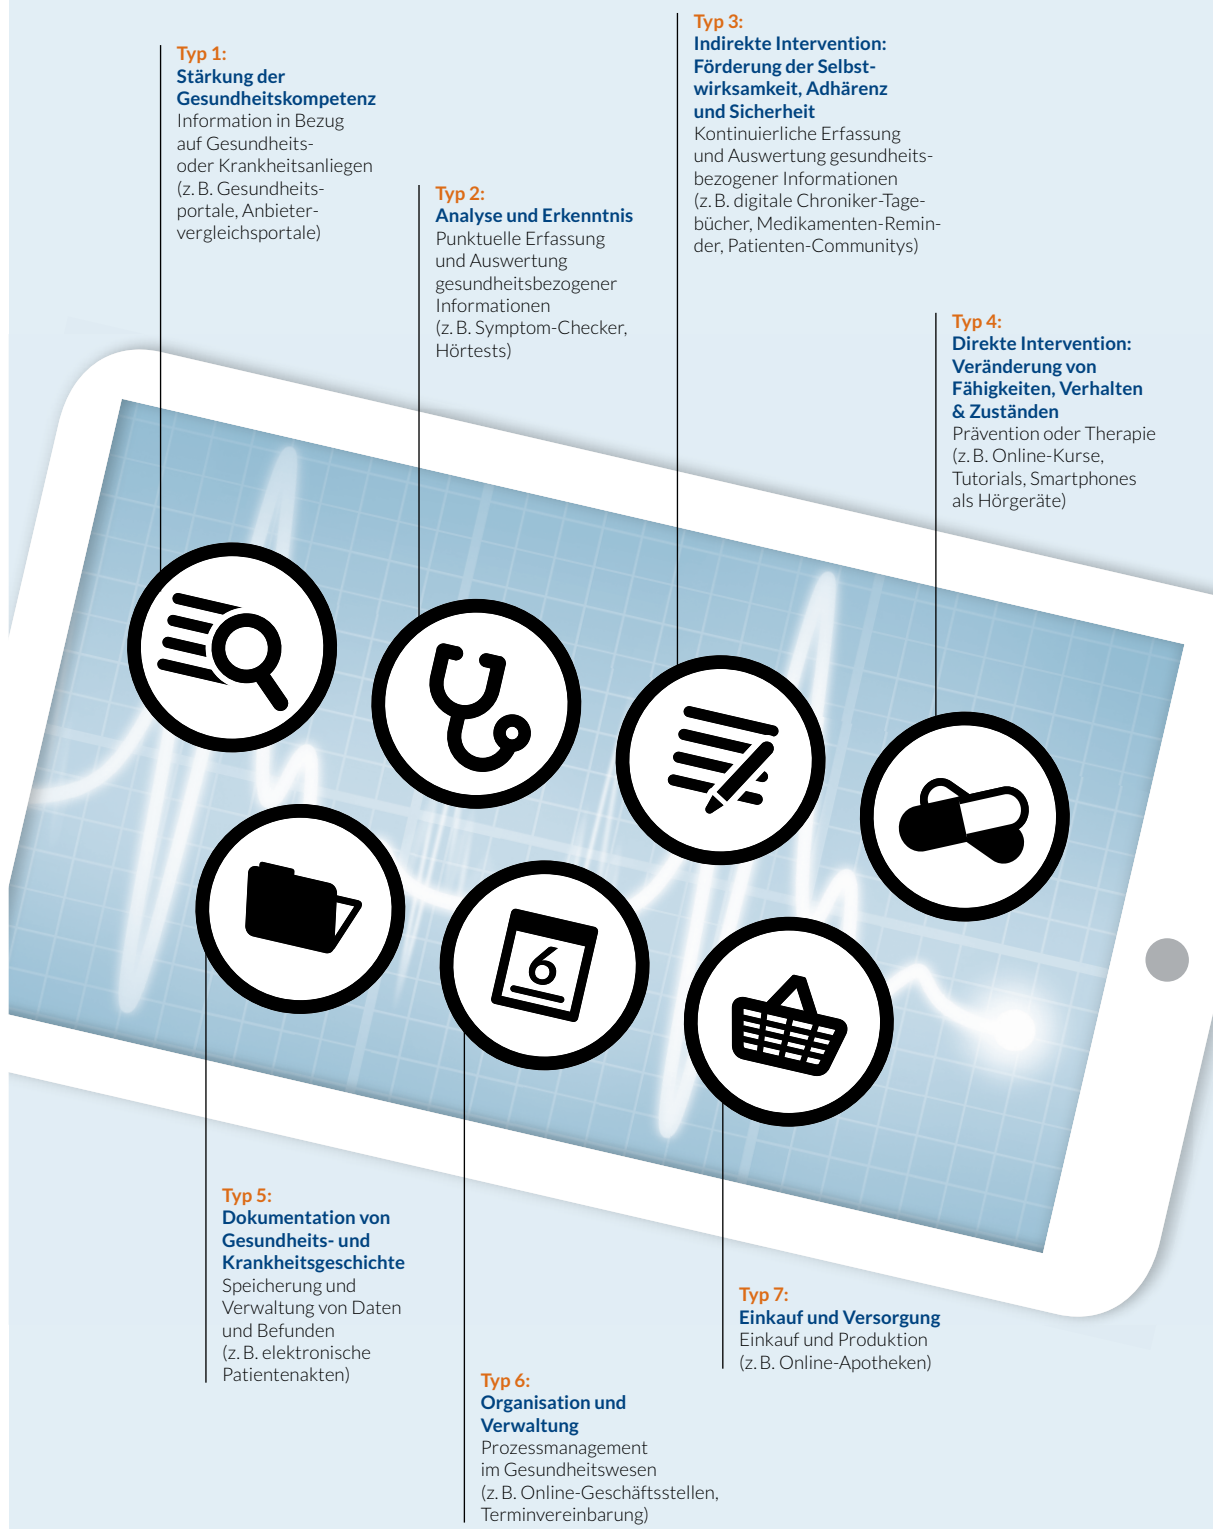 Typ 1:
Stärkung der
Gesundheitskompetenz
Information in Bezug
auf Gesundheits-
oder Krankheitsanliegen
(z. B. Gesundheits-
portale, Anbieter-
vergleichsportale)
Typ 2:
Analyse und Erkenntnis
Punktuelle Erfassung
und Auswertung
gesundheitsbezogener
Informationen
(z. B. Symptom-Checker,
Hörtests)
Typ 3:
Indirekte Intervention:
Förderung der Selbst-
wirksamkeit, Adhärenz
und Sicherheit
Kontinuierliche Erfassung
und Auswertung gesundheits-
bezogener Informationen
(z. B. digitale Chroniker-Tage-
bücher, Medikamenten-Remin-
der, Patienten-Communitys)
Typ 4:
Direkte Intervention:
Veränderung von
Fähigkeiten, Verhalten
& Zuständen
Prävention oder Therapie
(z. B. Online-Kurse,
Tutorials, Smartphones
als Hörgeräte)
6
Typ 5:
Dokumentation von
Gesundheits- und
Krankheitsgeschichte
Speicherung und
Verwaltung von Daten
und Befunden
(z. B. elektronische
Patientenakten)
Typ 6:
Organisation und
Verwaltung
Prozessmanagement
im Gesundheitswesen
(z. B. Online-Geschäftsstellen,
Terminvereinbarung)
Typ 7:
Einkauf und Versorgung
Einkauf und Produktion
(z. B. Online-Apotheken)